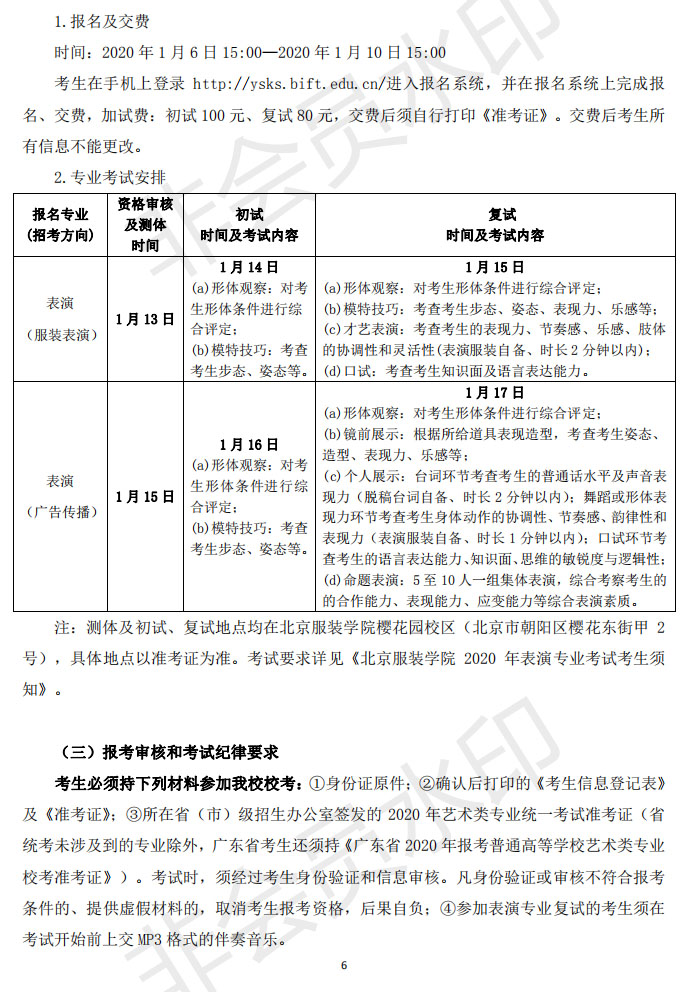 1.报名及交费
时间：2020 年 1 月 6 日 15:00—2020 年 1 月 10 日 15:00
考生在手机上登录 http://ysks.bift.edu.cn/进入报名系统，并在报名系统上完成报
名、交费，加试费：初试 100 元、复试 80 元，交费后须自行打印《准考证》。交费后考生所
有信息不能更改。
2.专业考试安排
报名专业
(招考方向)
资格审核
及测体
时间
初试
时间及考试内容
复试
时间及考试内容
表演
（服装表演）
1 月 13 日
1 月 14 日
(a)形体观察：对考
生形体条件进行综
合评定；
(b)模特技巧：考查
考生步态、姿态等。
1 月 15 日
(a)形体观察：对考生形体条件进行综合评定；
(b)模特技巧：考查考生步态、姿态、表现力、乐感等；
(c)才艺表演：考查考生的表现力、节奏感、乐感、肢体
的协调性和灵活性(表演服装自备、时长 2 分钟以内)；
(d)口试：考查考生知识面及语言表达能力。
表演
（广告传播）
1 月 15 日
1 月 16 日
(a)形体观察：对考
生形体条件进行综
合评定；
(b)模特技巧：考查
考生步态、姿态等。
1 月 17 日
(a)形体观察：对考生形体条件进行综合评定；
(b)镜前展示：根据所给道具表现造型，考查考生姿态、
造型、表现力、乐感等；
(c)个人展示：台词环节考查考生的普通话水平及声音表
现力（脱稿台词自备、时长 2 分钟以内）；舞蹈或形体表
现力环节考查考生身体动作的协调性、节奏感、韵律性和
表现力（表演服装自备、时长 1 分钟以内）；口试环节考
查考生的语言表达能力、知识面、思维的敏锐度与逻辑性；
(d)命题表演：5 至 10 人一组集体表演，综合考察考生的
的合作能力、表现能力、应变能力等综合表演素质。
注：测体及初试、复试地点均在北京服装学院樱花园校区（北京市朝阳区樱花东街甲 2
号），具体地点以准考证为准。考试要求详见《北京服装学院 2020 年表演专业考试考生须
知》。
（三）报考审核和考试纪律要求
考生必须持下列材料参加我校校考：①身份证原件；②确认后打印的《考生信息登记表》
及《准考证》；③所在省（市）级招生办公室签发的 2020 年艺术类专业统一考试准考证（省
统考未涉及到的专业除外，广东省考生还须持《广东省 2020 年报考普通高等学校艺术类专业
校考准考证》）。考试时，须经过考生身份验证和信息审核。凡身份验证或审核不符合报考
条件的、提供虚假材料的，取消考生报考资格，后果自负；④参加表演专业复试的考生须在
考试开始前上交 MP3 格式的伴奏音乐。
6
非会员水印
非会员水印